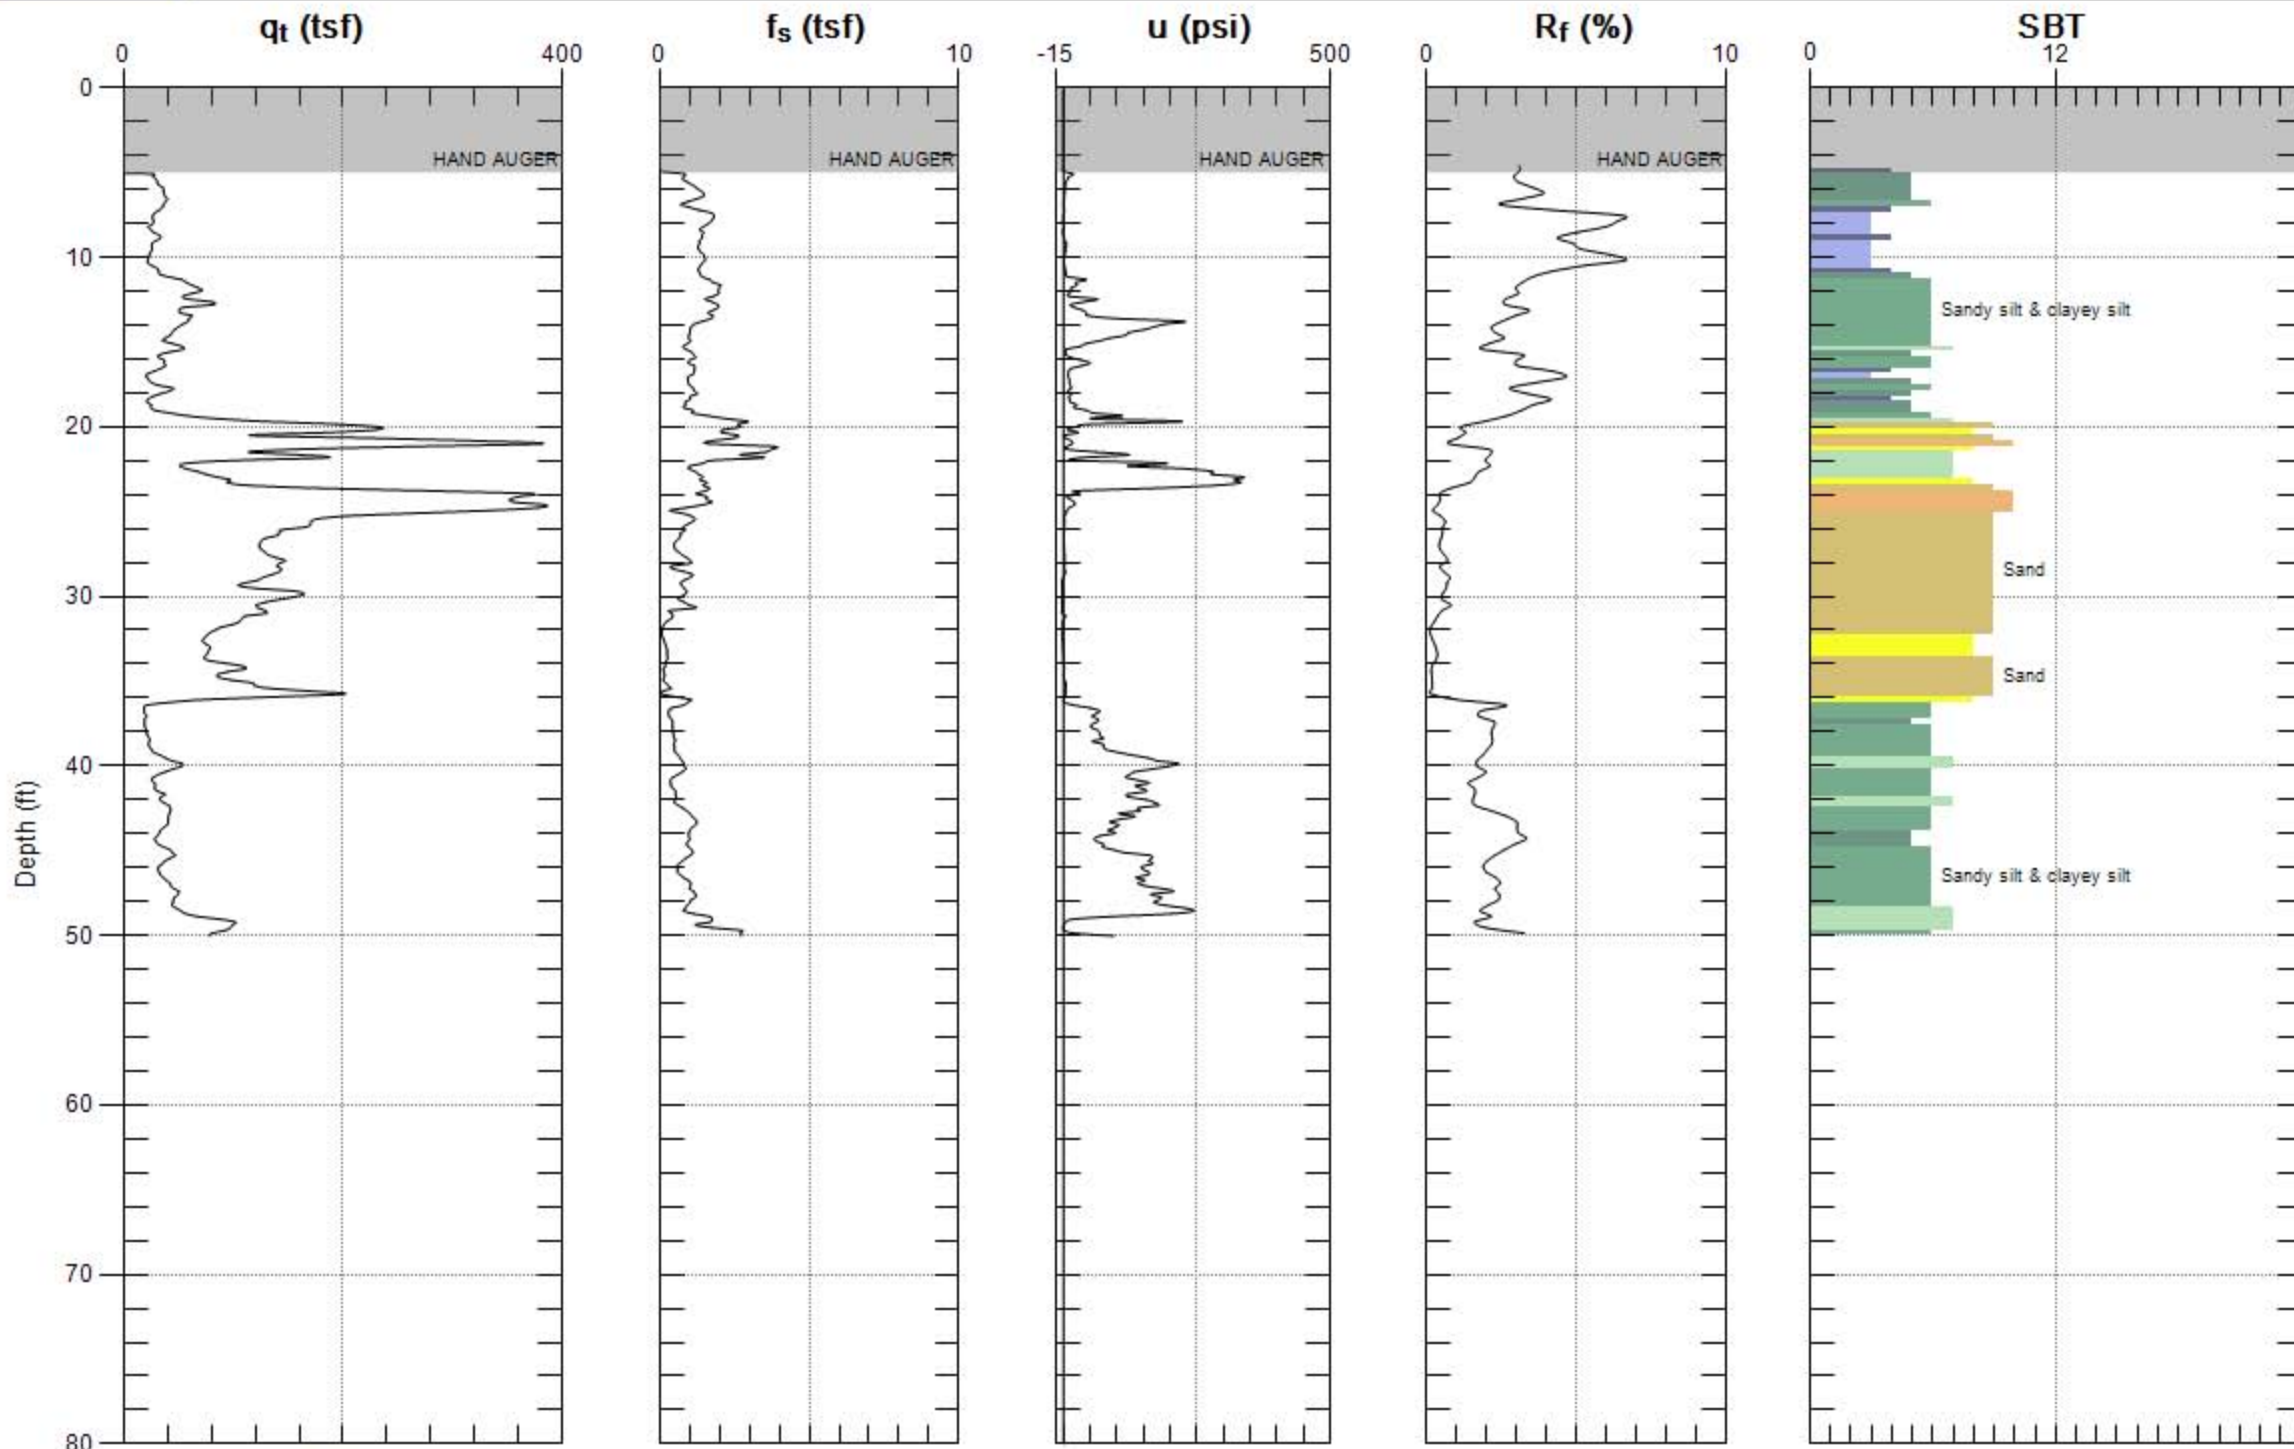 qt (tsf)
fs (tsf)
u (psi)
Rf (%)
SBT
0 400
0 10
-15 500
0 10
0 12
0
HAND AUGER
HAND AUGER
HAND AUGER
HAND AUGER
10
Sandy silt & clayey silt
20
Sand
30
Sand
40
Depth (ft)
Sandy silt & clayey silt
50
60
70
80